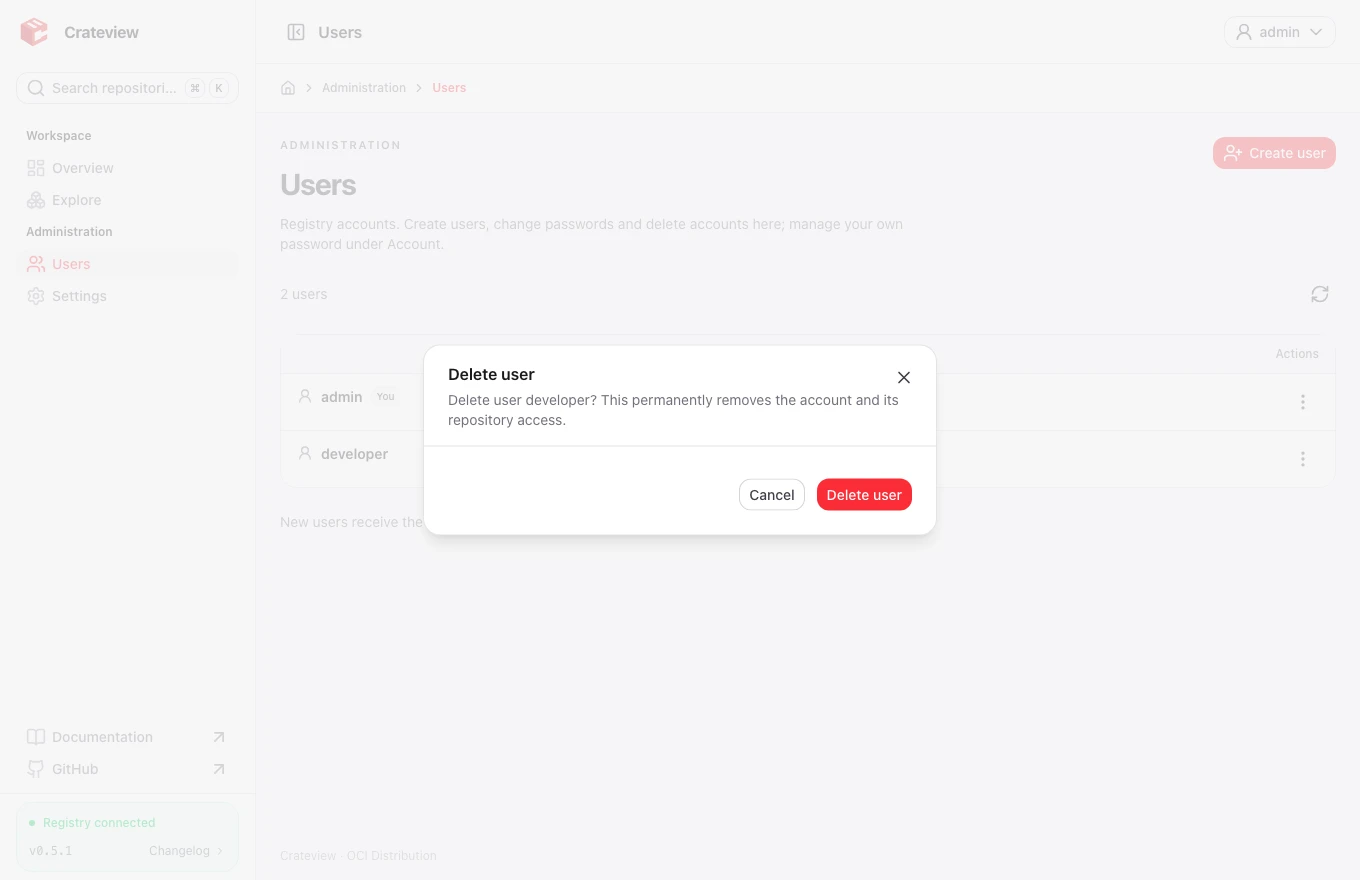 Crateview
Users
admin
Search repositori...
⌘ K
Administration
Users
Workspace
Overview
Explore
Administration
Users
Settings
ADMINISTRATION
Create user
Users
Registry accounts. Create users, change passwords and delete accounts here; manage your own
password under Account.
2 users
Actions
admin You
developer
New users receive the
Delete user
Delete user developer? This permanently removes the account and its
repository access.
Cancel
Delete user
Documentation
GitHub
Registry connected
v0.5.1
Changelog
Crateview · OCI Distribution